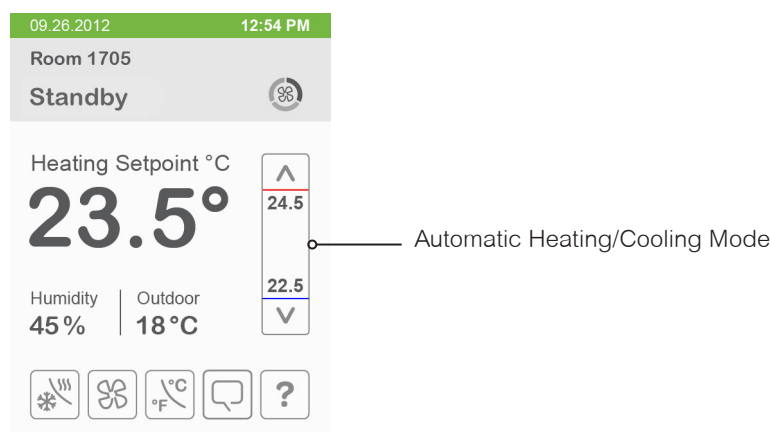 09.26.2012 12:54 PM
Room 1705
Standby
Heating Setpoint °C
23.5°
24.5
Automatic Heating/Cooling Mode
22.5
Humidity Outdoor
45% 18°C
°F °C ?